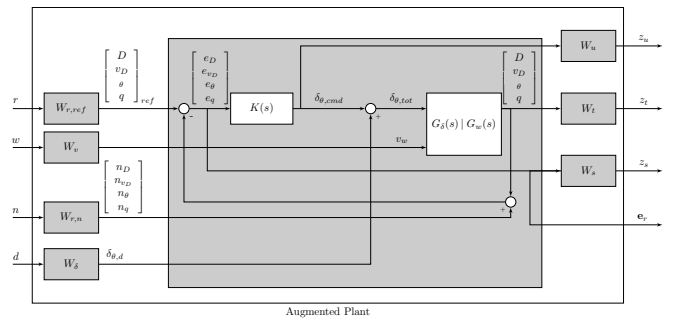 r
w
n
d
W_{r,ref}
W_v
W_{r,n}
W_δ
[ D
v_D
θ
q ]_{ref}
[ n_D
n_{v_D}
n_θ
n_q ]
δ_{θ,d}
-
[ e_D
e_{v_D}
e_θ
e_q ]
K(s)
δ_{θ,cmd}
+
δ_{θ,tot}
v_w
G_δ(s) | G_w(s)
[ D
v_D
θ
q ]
+
W_u
W_t
W_s
z_u
z_t
z_s
e_r
Augmented Plant